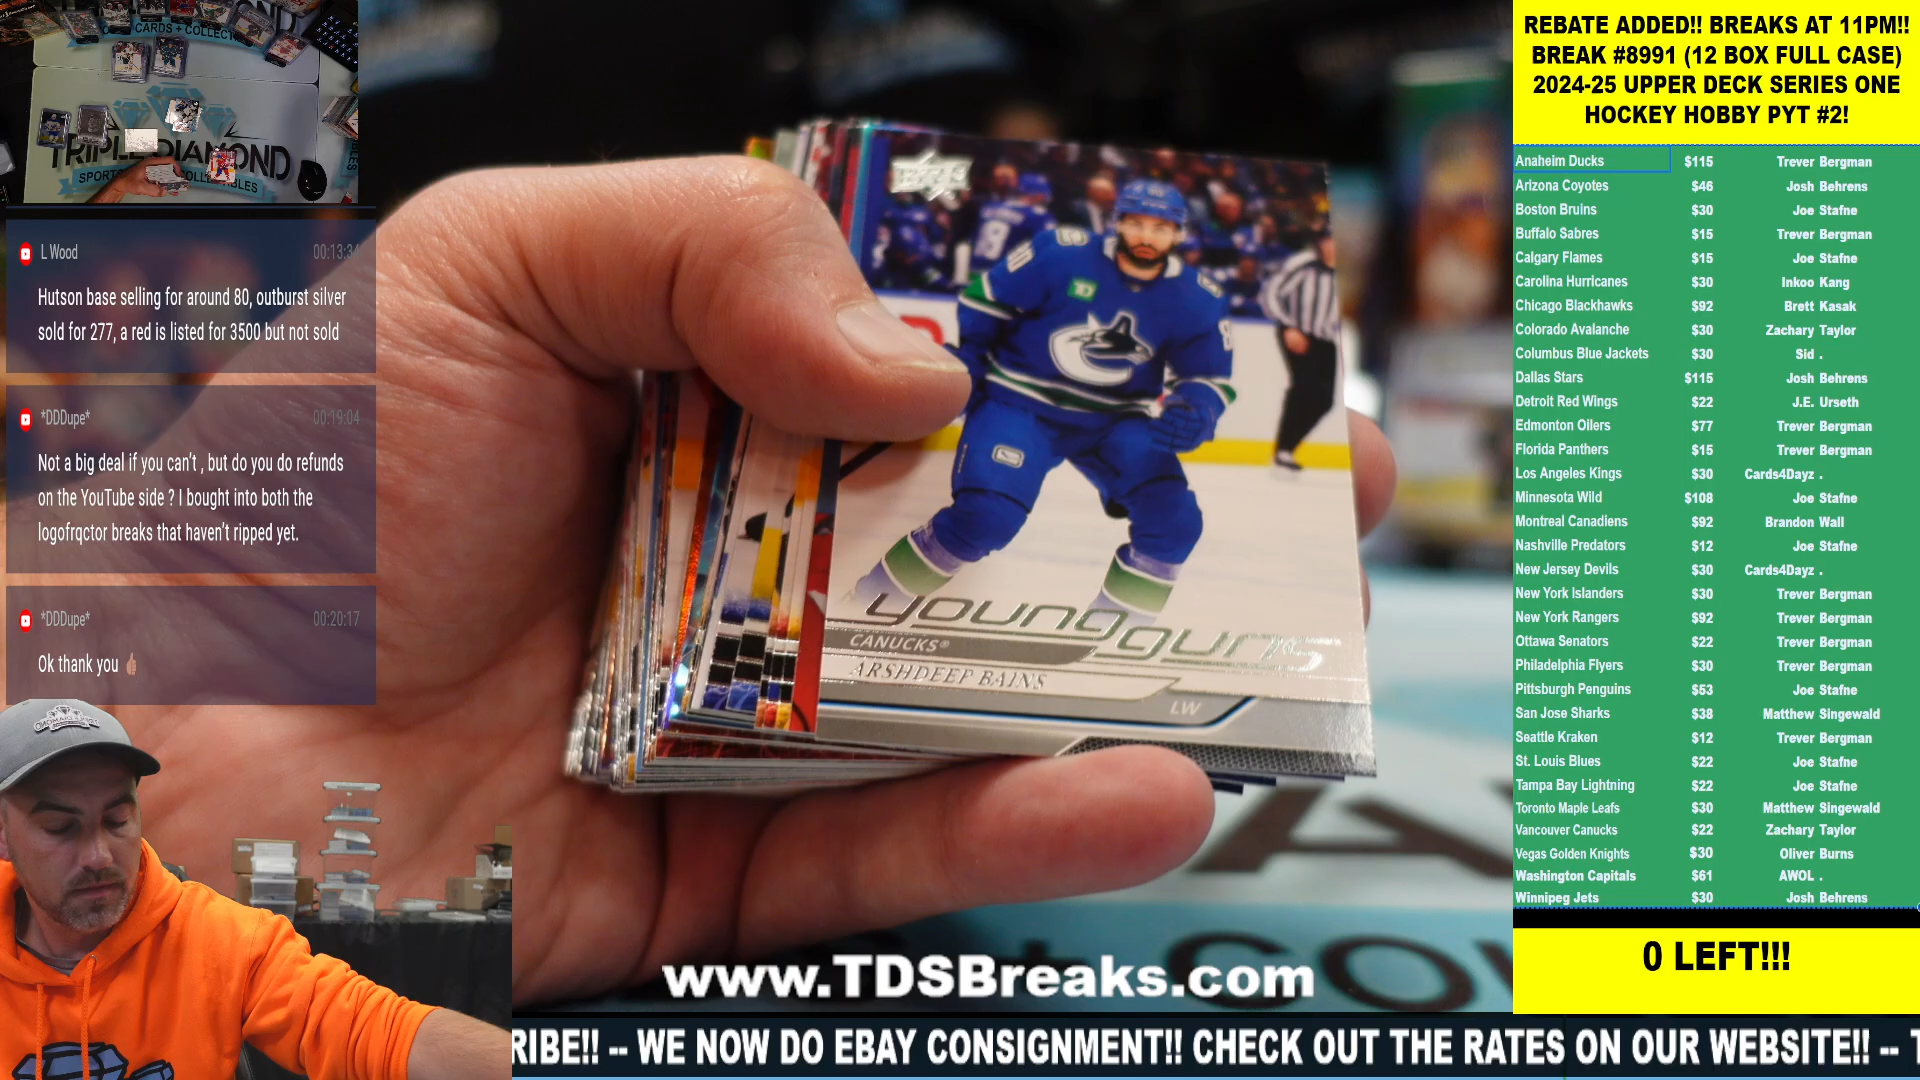 REBATE ADDED!! BREAKS AT 11PM!!
BREAK #8991 (12 BOX FULL CASE)
2024-25 UPPER DECK SERIES ONE
HOCKEY HOBBY PYT #2!
CARDS + COLLECT
TRIPLE DIAMOND
SPORTS
L Wood 00:13:34
Hutson base selling for around 80, outburst silver
sold for 277, a red is listed for 3500 but not sold
*DDDupe* 00:19:04
Not a big deal if you can't , but do you do refunds
on the YouTube side ? I bought into both the
logofrqctor breaks that haven't ripped yet.
*DDDupe* 00:20:17
Ok thank you 👍🏽
young guns
CANUCKS®
ARSHDEEP BAINS
LW
Anaheim Ducks $115 Trever Bergman
Arizona Coyotes $46 Josh Behrens
Boston Bruins $30 Joe Stafne
Buffalo Sabres $15 Trever Bergman
Calgary Flames $15 Joe Stafne
Carolina Hurricanes $30 Inkoo Kang
Chicago Blackhawks $92 Brett Kasak
Colorado Avalanche $30 Zachary Taylor
Columbus Blue Jackets $30 Sid .
Dallas Stars $115 Josh Behrens
Detroit Red Wings $22 J.E. Urseth
Edmonton Oilers $77 Trever Bergman
Florida Panthers $15 Trever Bergman
Los Angeles Kings $30 Cards4Dayz .
Minnesota Wild $108 Joe Stafne
Montreal Canadiens $92 Brandon Wall
Nashville Predators $12 Joe Stafne
New Jersey Devils $30 Cards4Dayz .
New York Islanders $30 Trever Bergman
New York Rangers $92 Trever Bergman
Ottawa Senators $22 Trever Bergman
Philadelphia Flyers $30 Trever Bergman
Pittsburgh Penguins $53 Joe Stafne
San Jose Sharks $38 Matthew Singewald
Seattle Kraken $12 Trever Bergman
St. Louis Blues $22 Joe Stafne
Tampa Bay Lightning $22 Joe Stafne
Toronto Maple Leafs $30 Matthew Singewald
Vancouver Canucks $22 Zachary Taylor
Vegas Golden Knights $30 Oliver Burns
Washington Capitals $61 AWOL .
Winnipeg Jets $30 Josh Behrens
0 LEFT!!!
www.TDSBreaks.com
RIBE!! -- WE NOW DO EBAY CONSIGNMENT!! CHECK OUT THE RATES ON OUR WEBSITE!! -- T